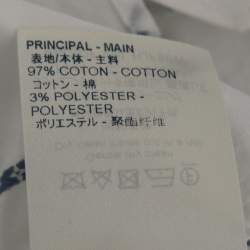 PRINCIPAL - MAIN
表地/本体 - 主料
97% COTON - COTTON
コットン - 棉
3% POLYESTER -
POLYESTER
ポリエステル - 聚酯纤维